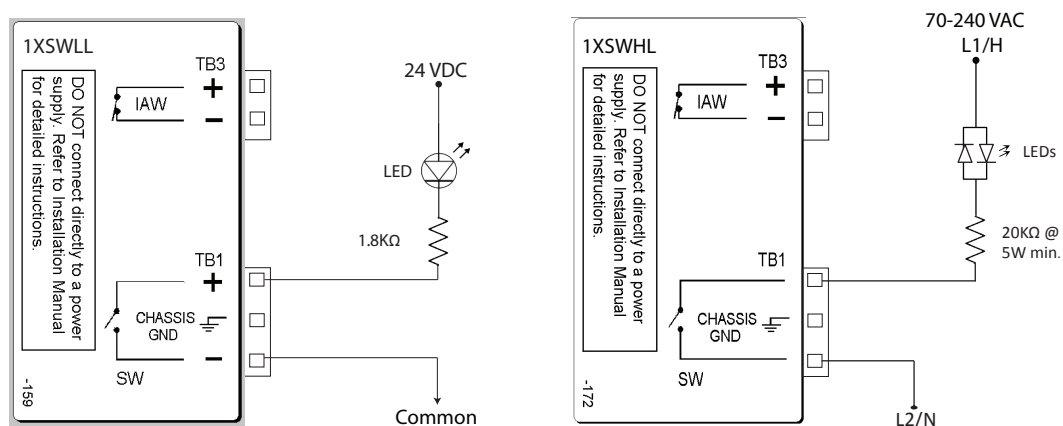 1XSWLL
DO NOT connect directly to a power
supply. Refer to Installation Manual
for detailed instructions.
TB3
+
IAW
−
TB1
+
CHASSIS
GND
−
SW
-159
24 VDC
LED
1.8KΩ
Common
1XSWHL
DO NOT connect directly to a power
supply. Refer to Installation Manual
for detailed instructions.
TB3
+
IAW
−
TB1
CHASSIS
GND
SW
-172
70-240 VAC
L1/H
LEDs
20KΩ @
5W min.
L2/N